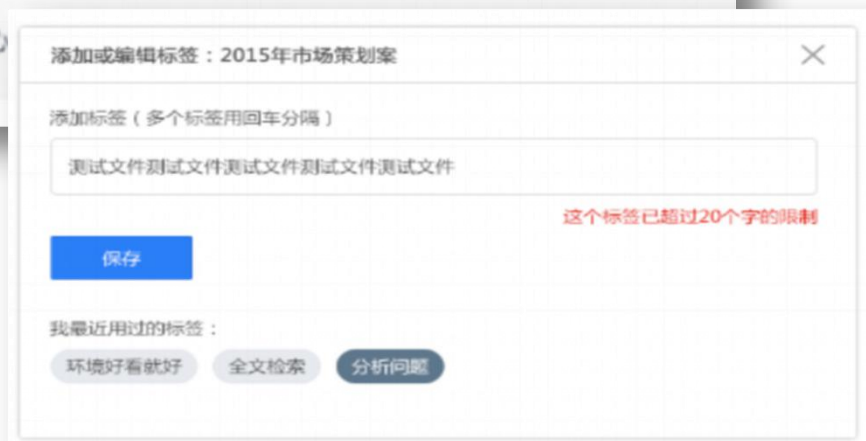 添加或编辑标签：2015年市场策划案
添加标签（多个标签用回车分隔）
测试文件测试文件测试文件测试文件测试文件
这个标签已超过20个字的限制
保存
我最近用过的标签：
环境好看就好 全文检索 分析问题